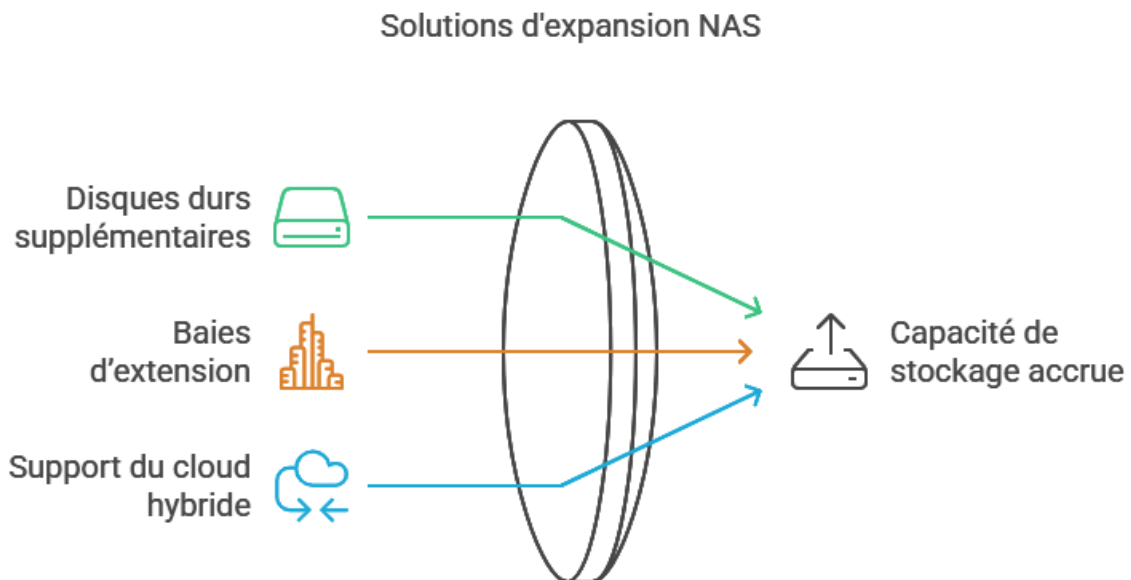 Solutions d'expansion NAS
Disques durs
supplémentaires
Baies
d’extension
Support du cloud
hybride
Capacité de
stockage accrue